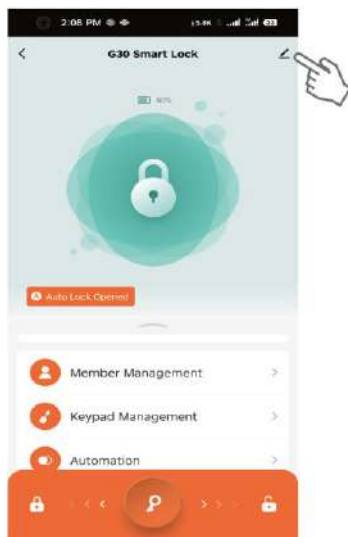 2:08 PM
G30 Smart Lock
Auto Lock Opened
Member Management
Keypad Management
Automation